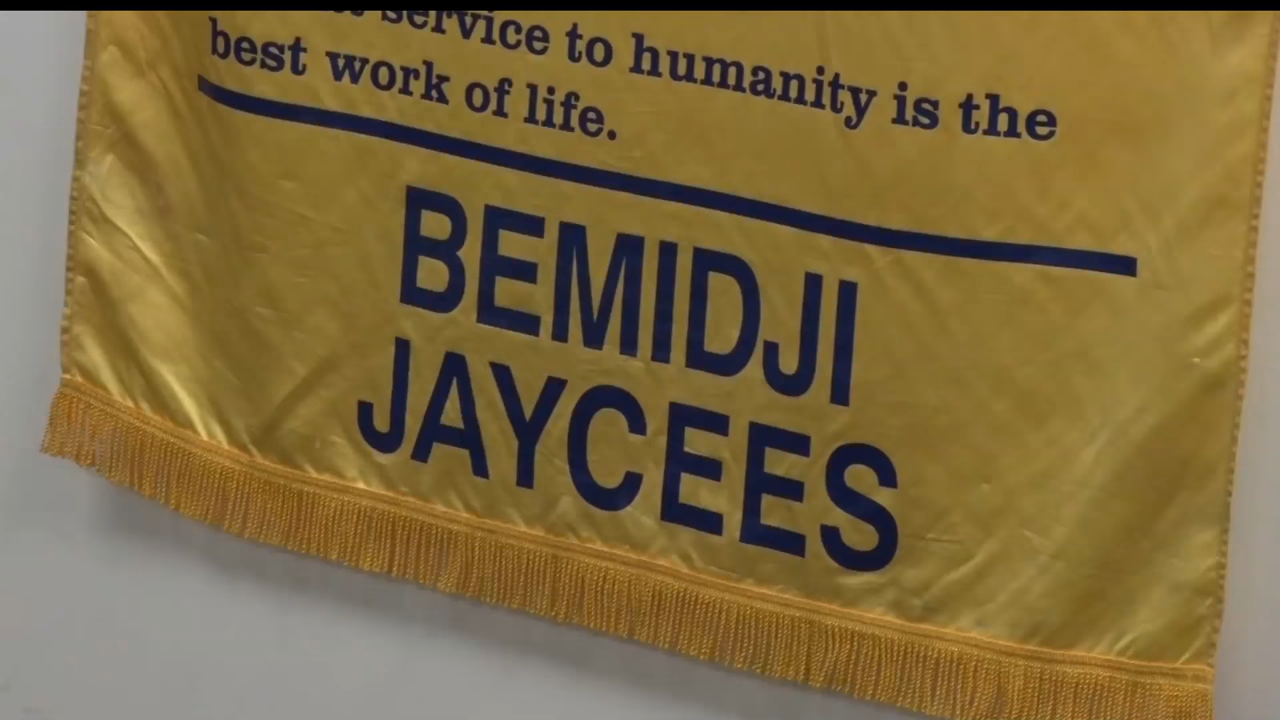 service to humanity is the
best work of life.
BEMIDJI
JAYCEES